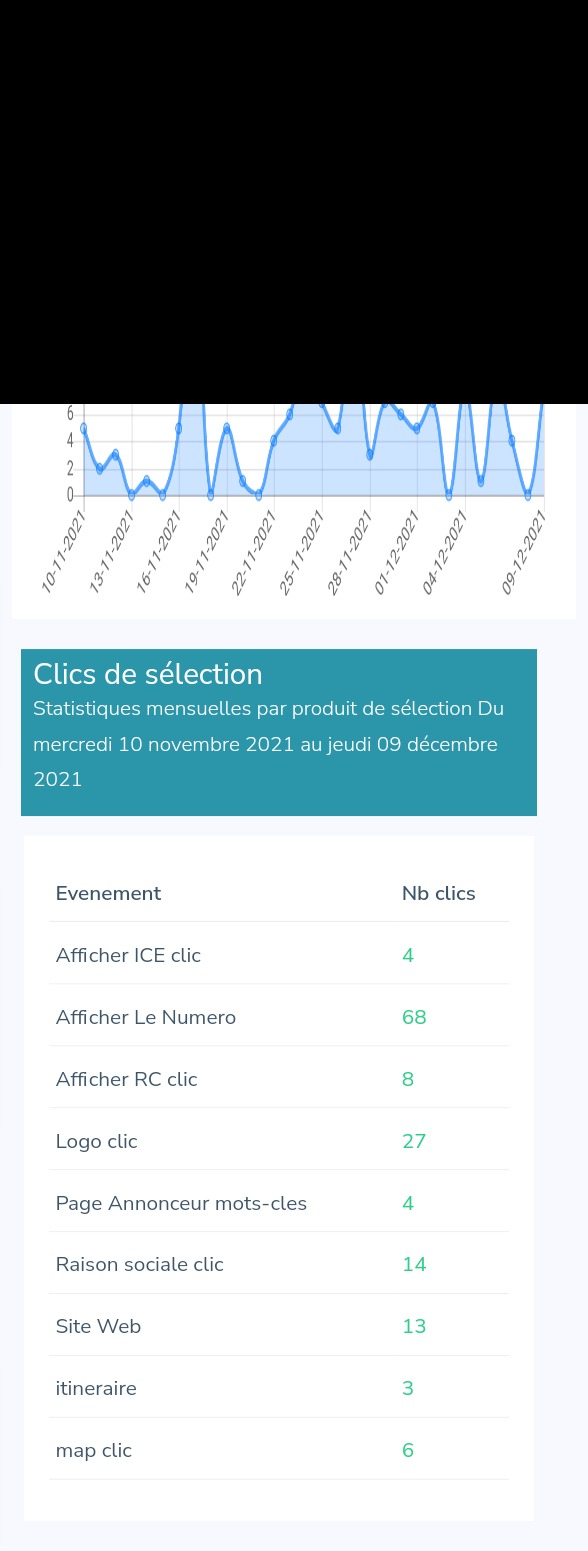 6
4
2
0
10-11-2021 13-11-2021 16-11-2021 19-11-2021 22-11-2021 25-11-2021 28-11-2021 01-12-2021 04-12-2021 09-12-2021
Clics de sélection
Statistiques mensuelles par produit de sélection Du
mercredi 10 novembre 2021 au jeudi 09 décembre
2021
Evenement Nb clics
Afficher ICE clic 4
Afficher Le Numero 68
Afficher RC clic 8
Logo clic 27
Page Annonceur mots-cles 4
Raison sociale clic 14
Site Web 13
itineraire 3
map clic 6